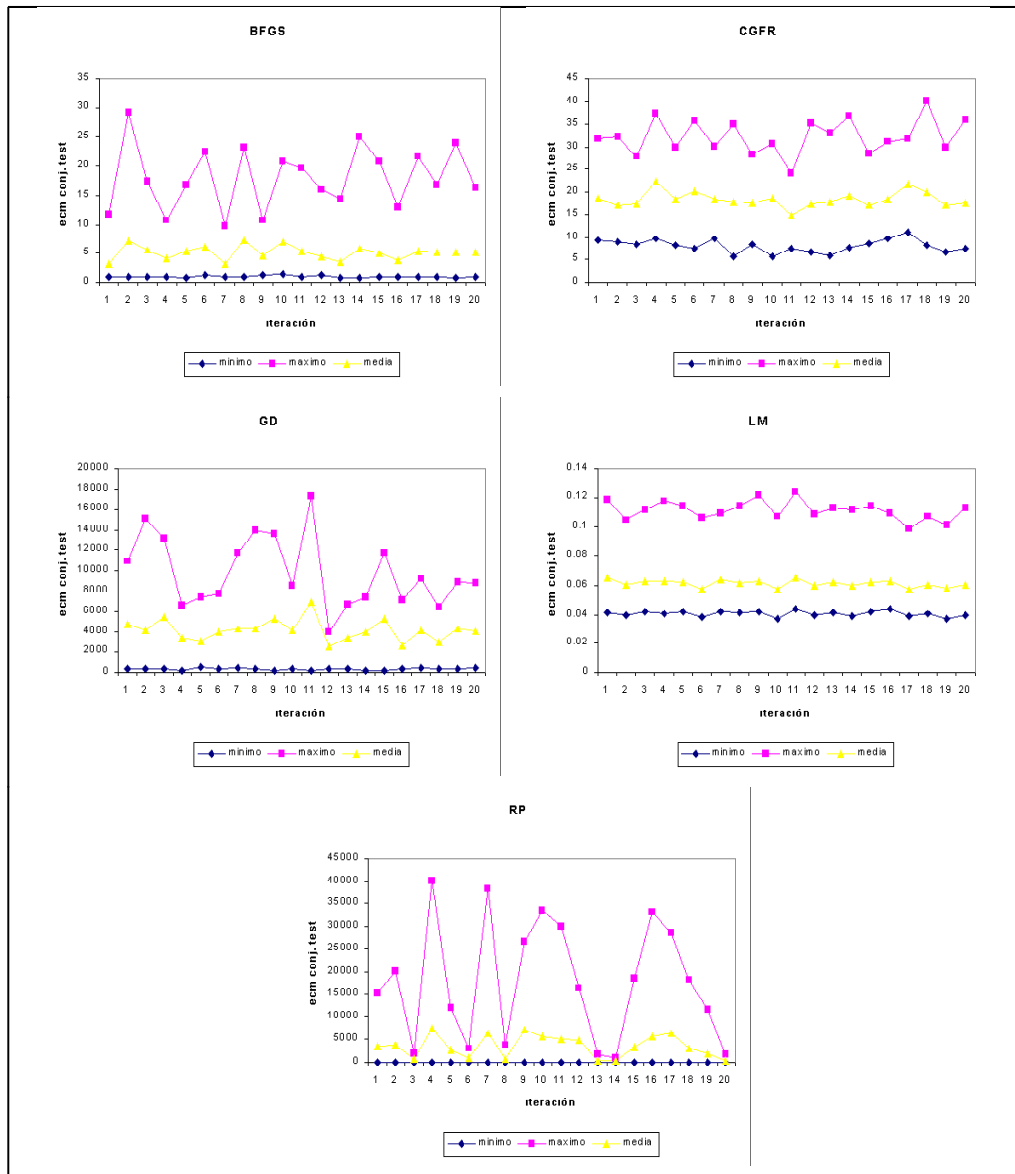 BFGS
ecm conj.test
35
30
25
20
15
10
5
0
1 2 3 4 5 6 7 8 9 10 11 12 13 14 15 16 17 18 19 20
iteración
minimo maximo media
CGFR
ecm conj.test
45
40
35
30
25
20
15
10
5
0
1 2 3 4 5 6 7 8 9 10 11 12 13 14 15 16 17 18 19 20
iteración
minimo maximo media
GD
ecm conj.test
20000
18000
16000
14000
12000
10000
8000
6000
4000
2000
0
1 2 3 4 5 6 7 8 9 10 11 12 13 14 15 16 17 18 19 20
iteración
minimo maximo media
LM
ecm conj.test
0.14
0.12
0.1
0.08
0.06
0.04
0.02
0
1 2 3 4 5 6 7 8 9 10 11 12 13 14 15 16 17 18 19 20
iteración
minimo maximo media
RP
ecm conj.test
45000
40000
35000
30000
25000
20000
15000
10000
5000
0
1 2 3 4 5 6 7 8 9 10 11 12 13 14 15 16 17 18 19 20
iteración
minimo maximo media